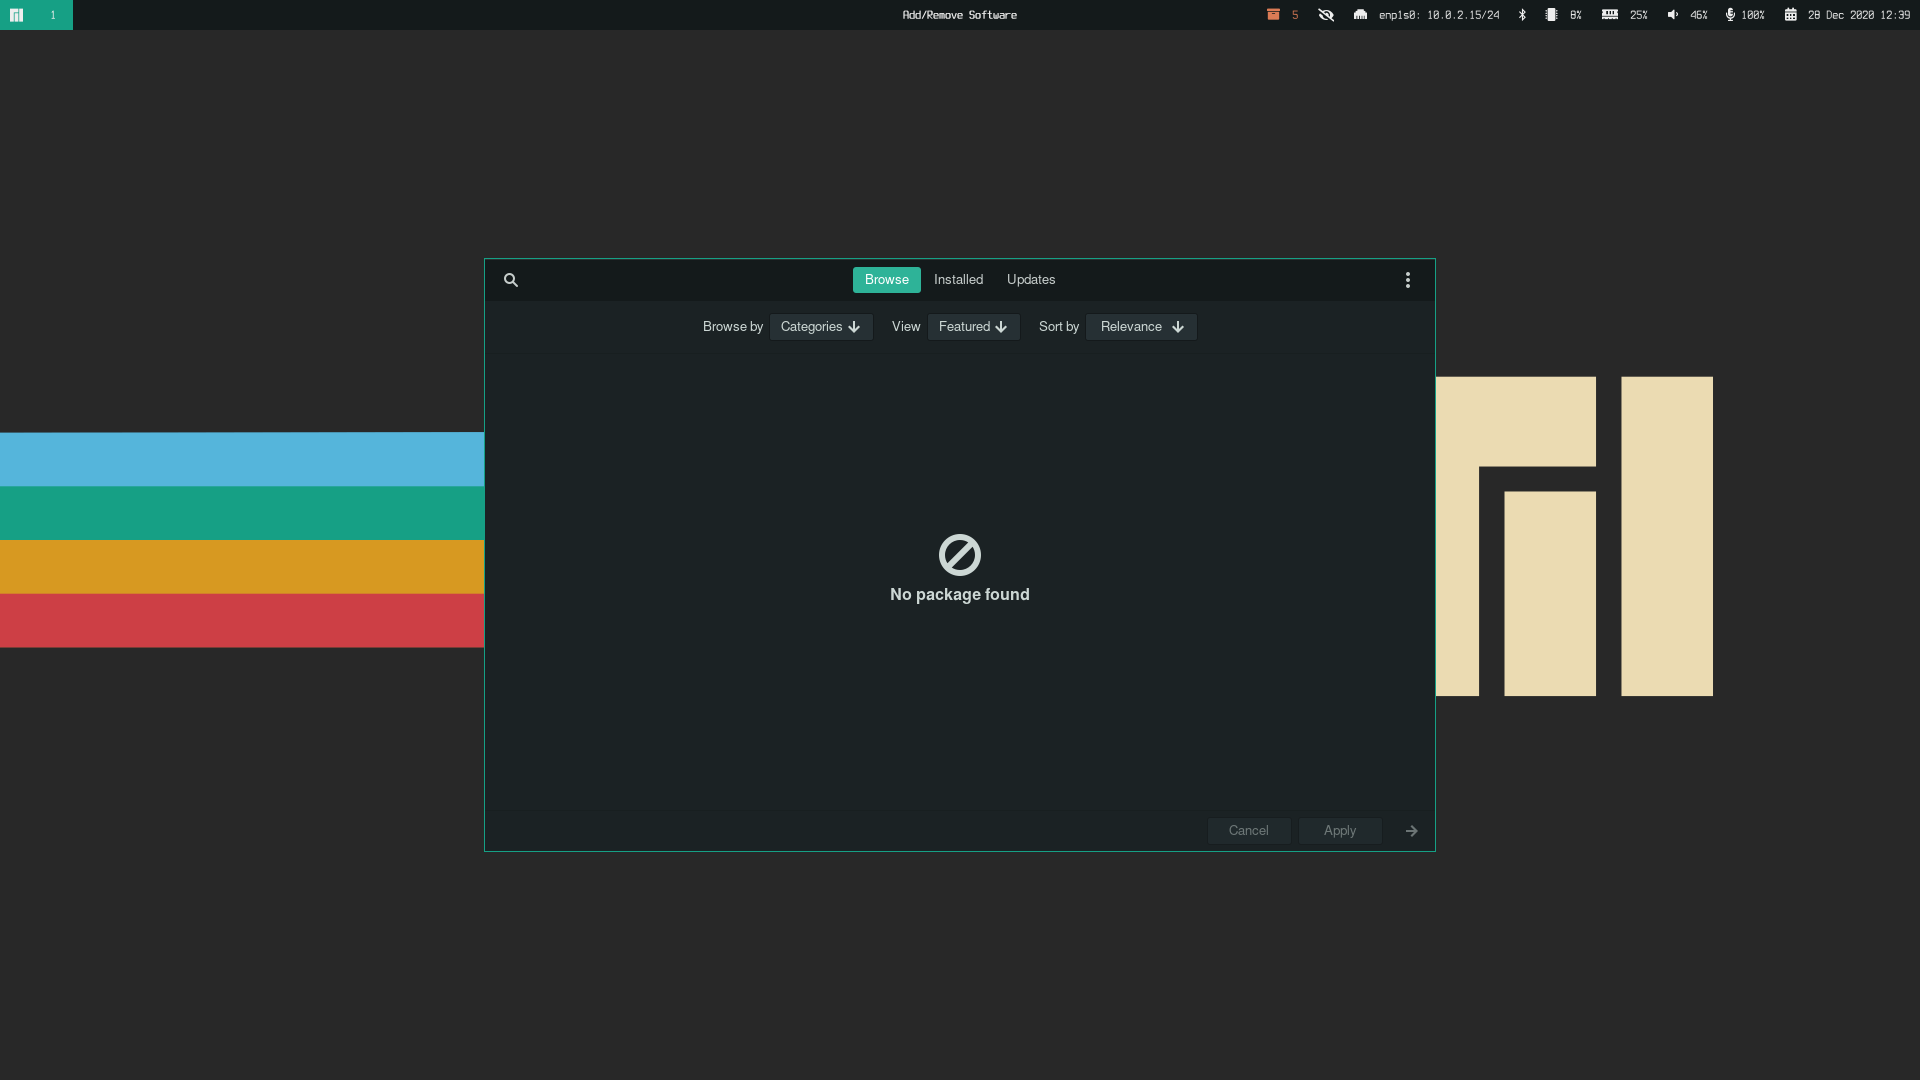 1 Add/Remove Software 5 enp1s0: 10.0.2.15/24 8% 25% 46% 100% 28 Dec 2020 12:39
Browse Installed Updates
Browse by Categories View Featured Sort by Relevance
No package found
Cancel Apply